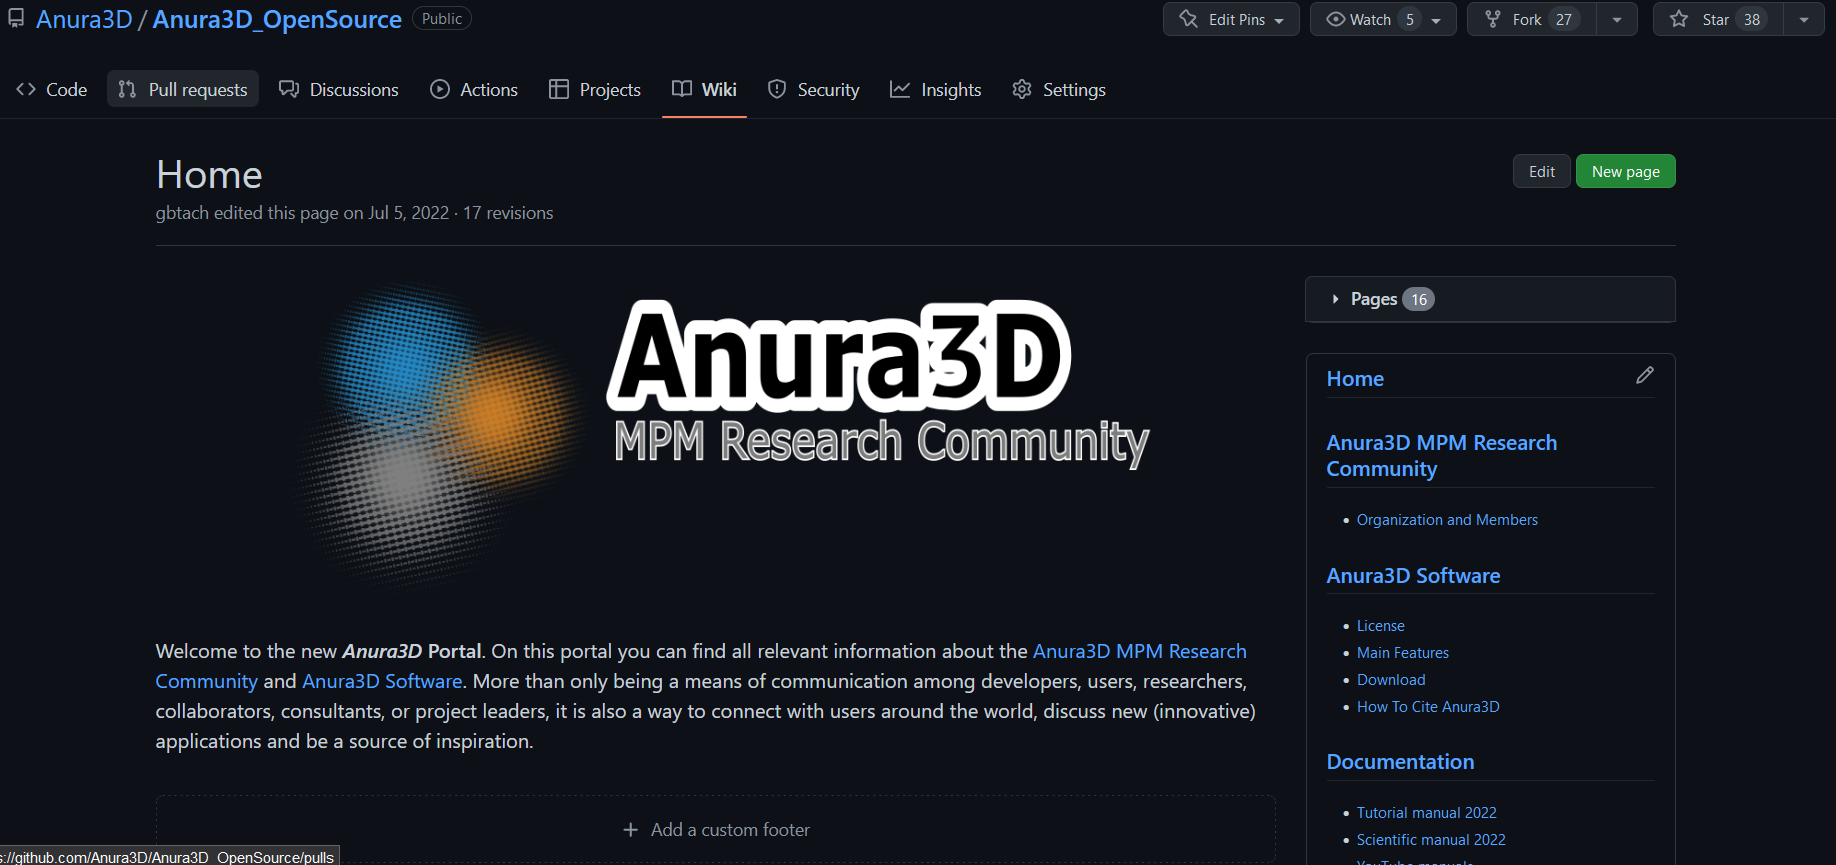 Anura3D / Anura3D_OpenSource Public Edit Pins Watch 5 Fork 27 Star 38
Code Pull requests Discussions Actions Projects Wiki Security Insights Settings
Home
Edit New page
gbtach edited this page on Jul 5, 2022 · 17 revisions
Anura3D
MPM Research Community
Welcome to the new Anura3D Portal. On this portal you can find all relevant information about the Anura3D MPM Research
Community and Anura3D Software. More than only being a means of communication among developers, users, researchers,
collaborators, consultants, or project leaders, it is also a way to connect with users around the world, discuss new (innovative)
applications and be a source of inspiration.
+ Add a custom footer
Pages 16
Home
Anura3D MPM Research
Community
• Organization and Members
Anura3D Software
• License
• Main Features
• Download
• How To Cite Anura3D
Documentation
• Tutorial manual 2022
• Scientific manual 2022
YouTube manuals
s://github.com/Anura3D/Anura3D_OpenSource/pulls